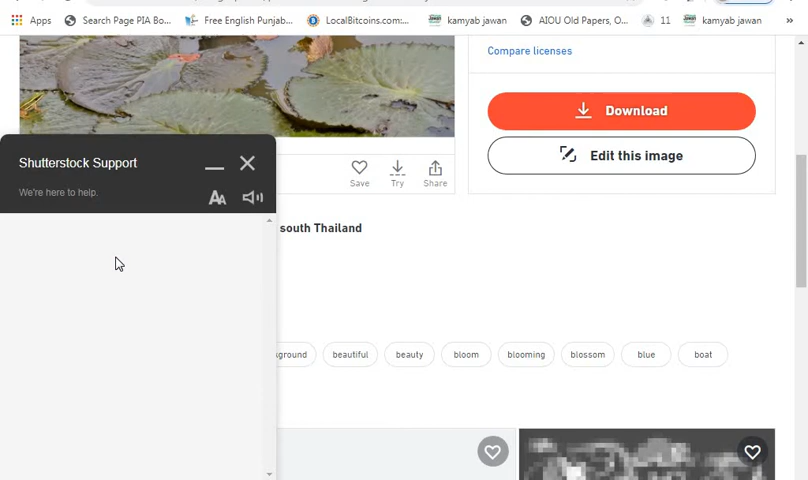 Apps Search Page PIA Bo... Free English Punjab... LocalBitcoins.com:... kamyab jawan AIOU Old Papers, O... 11 kamyab jawan »
Compare licenses
Download
Edit this image
Shutterstock Support
We're here to help.
AA
Save Try Share
south Thailand
kground beautiful beauty bloom blooming blossom blue boat